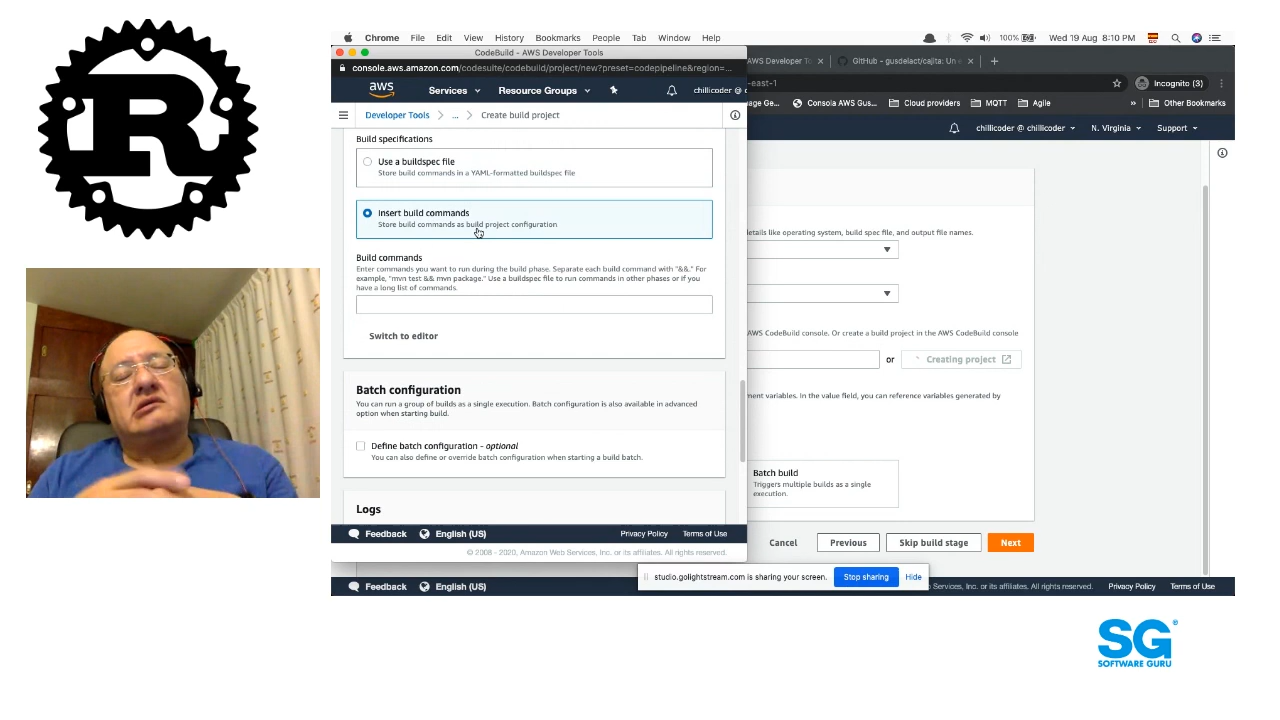 R
Chrome File Edit View History Bookmarks People Tab Window Help
100% Wed 19 Aug 8:10 PM
CodeBuild - AWS Developer Tools
console.aws.amazon.com/codesuite/codebuild/project/new?preset=codepipeline&region=...
AWS Developer To
GitHub - gusdelact/cajita: Un e
-east-1
Incognito (3)
aws Services Resource Groups chillicoder @ c
age Ge... Consola AWS Gus... Cloud providers MQTT Agile » Other Bookmarks
Developer Tools > ... > Create build project
chillicoder @ chillicoder N. Virginia Support
Build specifications
Use a buildspec file
Store build commands in a YAML-formatted buildspec file
Insert build commands
Store build commands as build project configuration
Build commands
Enter commands you want to run during the build phase. Separate each build command with "&&." For
example, "mvn test && mvn package." Use a buildspec file to run commands in other phases or if you
have a long list of commands.
Switch to editor
Batch configuration
You can run a group of builds as a single execution. Batch configuration is also available in advanced
option when starting build.
Define batch configuration - optional
You can also define or override batch configuration when starting a build batch.
Logs
Feedback English (US) Privacy Policy Terms of Use
© 2008 - 2020, Amazon Web Services, Inc. or its affiliates. All rights reserved.
etails like operating system, build spec file, and output file names.
AWS CodeBuild console. Or create a build project in the AWS CodeBuild console
or Creating project
ment variables. In the value field, you can reference variables generated by
Batch build
Triggers multiple builds as a single
execution.
Cancel Previous Skip build stage Next
studio.golightstream.com is sharing your screen. Stop sharing Hide
Feedback English (US) Services, Inc. or its affiliates. All rights reserved. Privacy Policy Terms of Use
SG®
SOFTWARE GURU